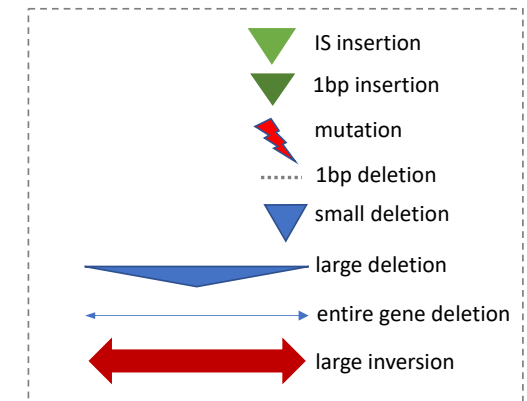 IS insertion
1bp insertion
mutation
1bp deletion
small deletion
large deletion
entire gene deletion
large inversion